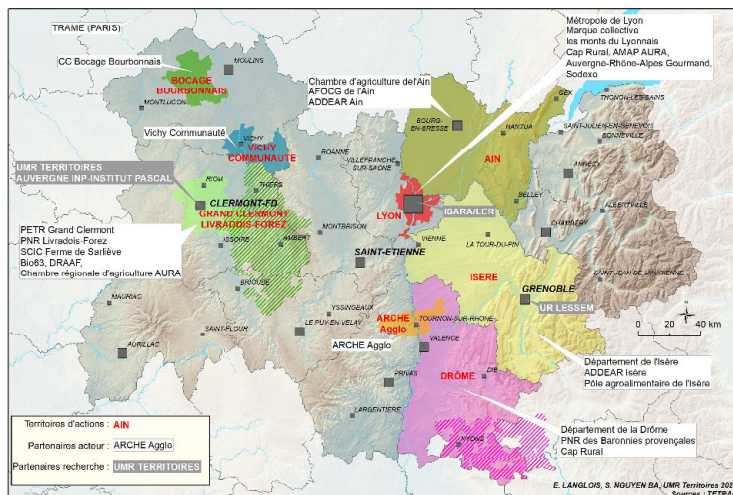 TRAME (PARIS)
CC Bocage Bourbonnais
MOULINS
BOCAGE
BOURBONNAIS
MONTLUCON
Vichy Communauté
VICHY
VICHY
COMMUNAUTE
UMR TERRITOIRES
AUVERGNE INP-INSTITUT PASCAL
RIOM
THIERS
CLERMONT-FD
GRAND CLERMONT
LIVRADOIS-FOREZ
PETR Grand Clermont
PNR Livradois-Forez
SCIC Ferme de Sarliève
Bio63, DRAAF,
Chambre régionale d'agriculture AURA
ISSOIRE
AMBERT
BRIOUDE
MAURIAC
AURILLAC
SAINT-FLOUR
LE PUY-EN-VELAY
YSSINGEAUX
ROANNE
MONTBRISON
SAINT-ETIENNE
VILLEFRANCHE
SUR-SAONE
Métropole de Lyon
Marque collective
les monts du Lyonnais
Cap Rural, AMAP AURA,
Auvergne-Rhône-Alpes Gourmand,
Sodexo
Chambre d'agriculture de l'Ain
AFOCG de l'Ain
ADDEAR Ain
BOURG-
EN-BRESSE
NANTUA
GEX
AIN
THONON-LES-BAINS
SAINT-JULIEN-EN-GENEVOIS
BONNEVILLE
ANNECY
BELLEY
ALBERTVILLE
CHAMBERY
SAINT-JEAN-DE-MAURIENNE
LYON
IGARA/LER
VIENNE
LA TOUR-DU-PIN
ISERE
GRENOBLE
UR LESSEM
ARCHE
Agglo
TOURNON-SUR-RHÔNE
ARCHE Agglo
VALENCE
PRIVAS
LARGENTIERE
DRÔME
DIE
NYONS
Département de l'Isère
ADDEAR Isère
Pôle agroalimentaire de l'Isère
Département de la Drôme
PNR des Baronnies provençales
Cap Rural
N
0 20 40 km
Territoires d'actions : AIN
Partenaires acteur : ARCHE Agglo
Partenaires recherche : UMR TERRITOIRES
E. LANGLOIS, S. NGUYEN BA, UMR Territoires 202
Sources : TETRA